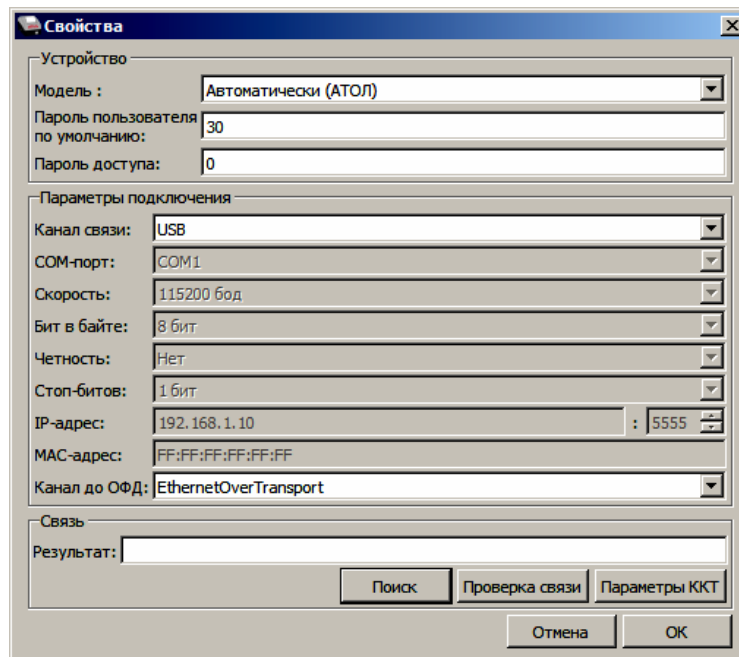 Свойства
Устройство
Модель : Автоматически (АТОЛ)
Пароль пользователя
по умолчанию: 30
Пароль доступа: 0
Параметры подключения
Канал связи: USB
COM-порт: COM1
Скорость: 115200 бод
Бит в байте: 8 бит
Четность: Нет
Стоп-битов: 1 бит
IP-адрес: 192.168.1.10 : 5555
MAC-адрес: FF:FF:FF:FF:FF:FF
Канал до ОФД: EthernetOverTransport
Связь
Результат:
Поиск Проверка связи Параметры ККТ
Отмена OK